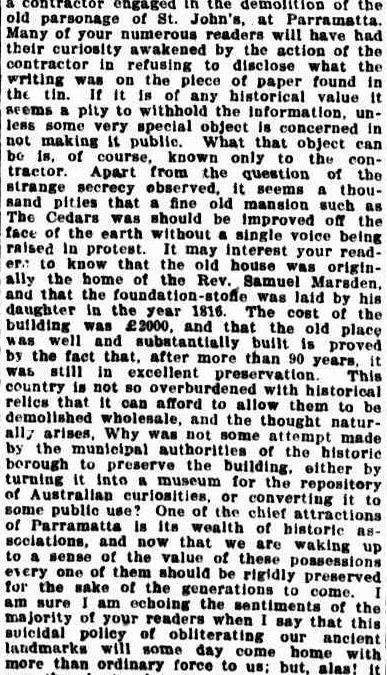 a contractor engaged in the demolition of the
old parsonage of St. John's, at Parramatta.
Many of your numerous readers will have had
their curiosity awakened by the action of the
contractor in refusing to disclose what the
writing was on the piece of paper found in
the tin. If it is of any historical value it
seems a pity to withhold the information, un-
less some very special object is concerned in
not making it public. What that object can
be is, of course, known only to the con-
tractor. Apart from the question of the
strange secrecy observed, it seems a thou-
sand pities that a fine old mansion such as
The Cedars was should be improved off the
face of the earth without a single voice being
raised in protest. It may interest your read-
ers to know that the old house was origin-
ally the home of the Rev. Samuel Marsden,
and that the foundation-stone was laid by his
daughter in the year 1816. The cost of the
building was £2000, and that the old place
was well and substantially built is proved
by the fact that, after more than 90 years, it
was still in excellent preservation. This
country is not so overburdened with historical
relics that it can afford to allow them to be
demolished wholesale, and the thought natur-
ally arises, Why was not some attempt made
by the municipal authorities of the historic
borough to preserve the building, either by
turning it into a museum for the repository
of Australian curiosities, or converting it to
some public use? One of the chief attractions
of Parramatta is its wealth of historic as-
sociations, and now that we are waking up
to a sense of the value of these possessions
every one of them should be rigidly preserved
for the sake of the generations to come. I
am sure I am echoing the sentiments of the
majority of your readers when I say that this
suicidal policy of obliterating our ancient
landmarks will some day come home with
more than ordinary force to us; but, alas! it